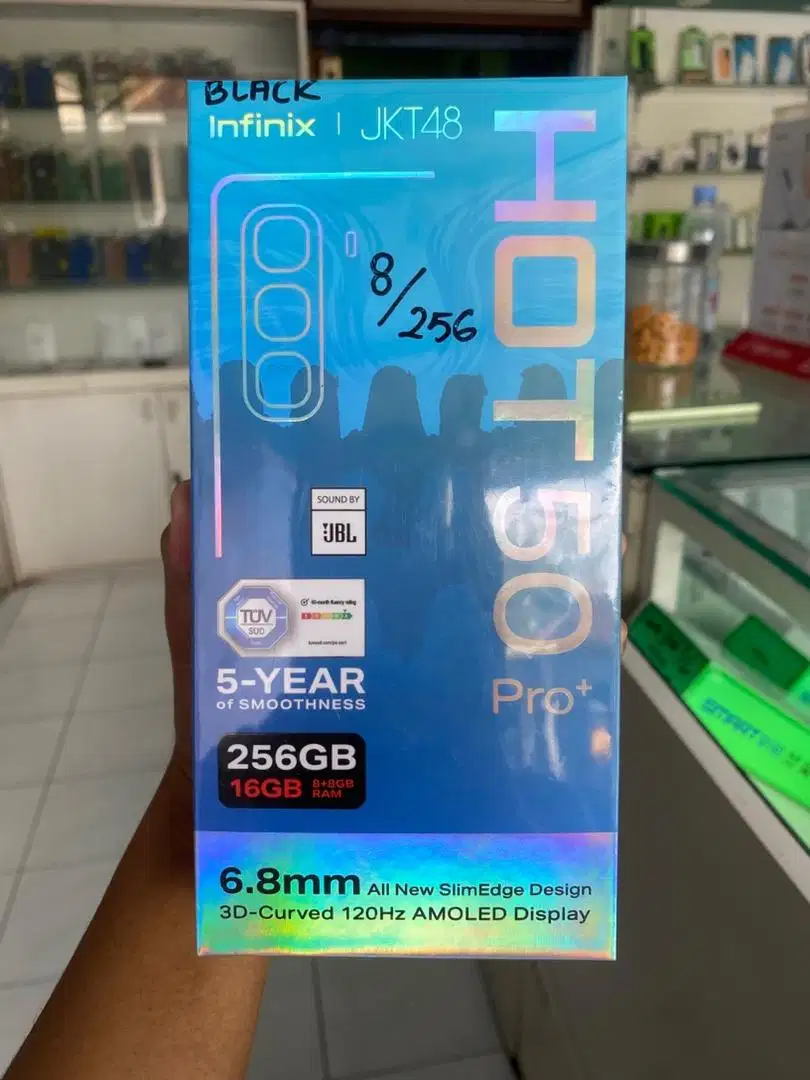 BLACK
Infinix | JKT48
8/256
HOT 50
Pro+
SOUND BY
JBL
TÜV
SÜD
5-YEAR
of SMOOTHNESS
256GB
16GB 8+8GB RAM
6.8mm All New SlimEdge Design
3D-Curved 120Hz AMOLED Display
SMART